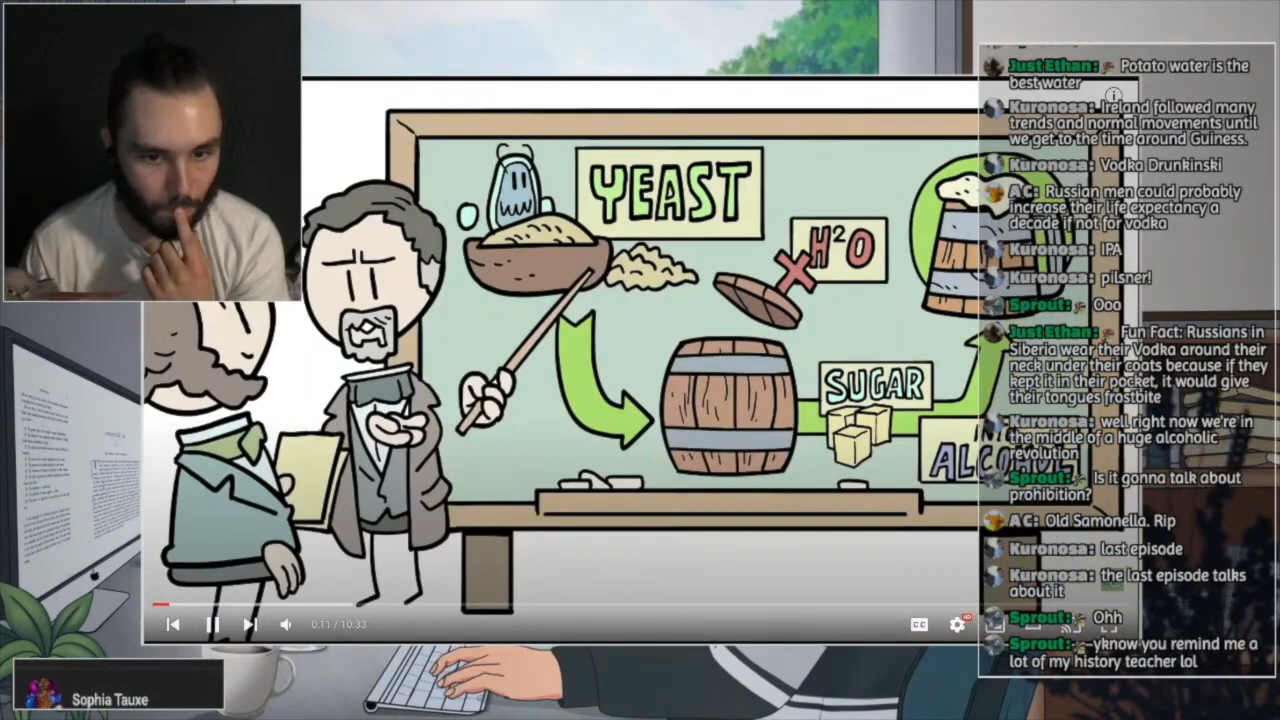 Just Ethan: Potato water is the
best water
Kuronosa: Ireland followed many
trends and normal movements until
we get to the time around Guiness.
Kuronosa: Vodka Drunkinski
AC: Russian men could probably
increase their life expectancy a
decade if not for vodka
Kuronosa: IPA
Kuronosa: pilsner!
Sprout: Ooo
Just Ethan: Fun Fact: Russians in
Siberia wear their Vodka around their
neck under their coats because if they
kept it in their pocket, it would give
their tongues frostbite
Kuronosa: well right now we're in
the middle of a huge alcoholic
revolution
Sprout: Is it gonna talk about
prohibition?
AC: Old Samonella. Rip
Kuronosa: last episode
Kuronosa: the last episode talks
about it
Sprout: Ohh
Sprout: yknow you remind me a
lot of my history teacher lol
YEAST
H²O
SUGAR
ALCOHOL
0:11 / 10:33
CC
HD
Sophia Tauxe